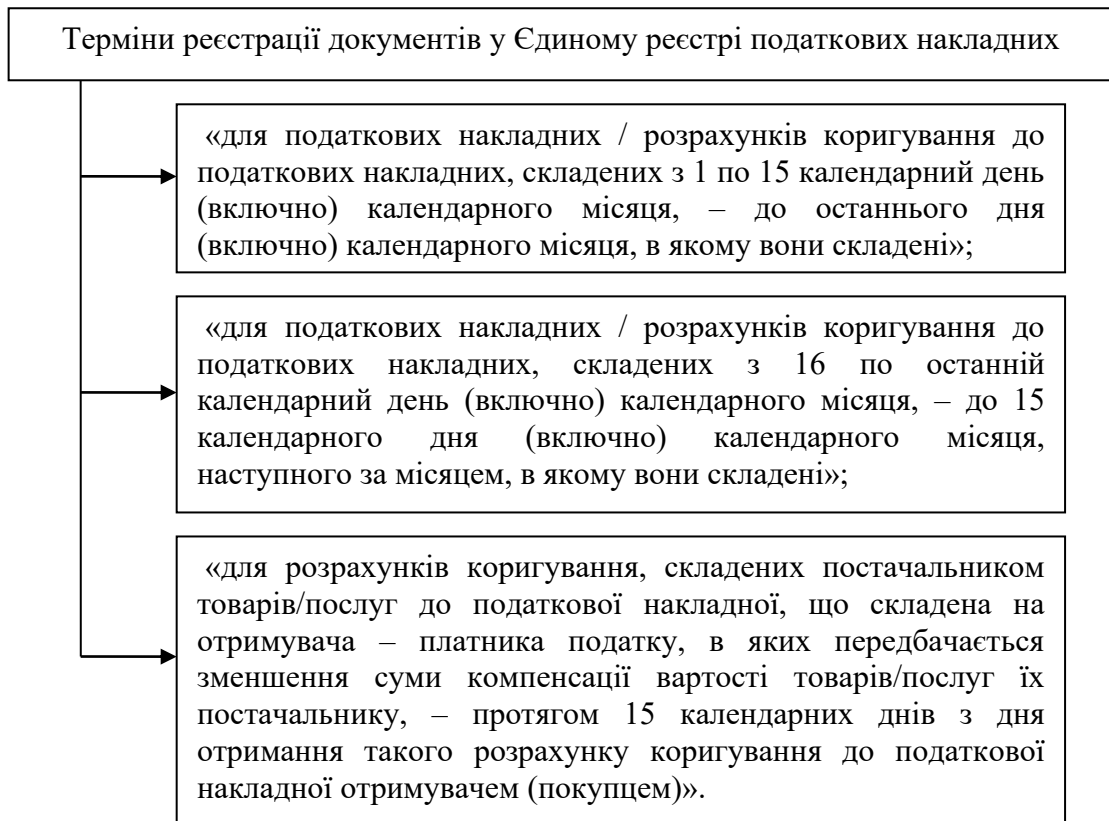 Терміни реєстрації документів у Єдиному реєстрі податкових накладних
«для податкових накладних / розрахунків коригування до
податкових накладних, складених з 1 по 15 календарний день
(включно) календарного місяця, – до останнього дня
(включно) календарного місяця, в якому вони складені»;
«для податкових накладних / розрахунків коригування до
податкових накладних, складених з 16 по останній
календарний день (включно) календарного місяця, – до 15
календарного дня (включно) календарного місяця,
наступного за місяцем, в якому вони складені»;
«для розрахунків коригування, складених постачальником
товарів/послуг до податкової накладної, що складена на
отримувача – платника податку, в яких передбачається
зменшення суми компенсації вартості товарів/послуг їх
постачальнику, – протягом 15 календарних днів з дня
отримання такого розрахунку коригування до податкової
накладної отримувачем (покупцем)».